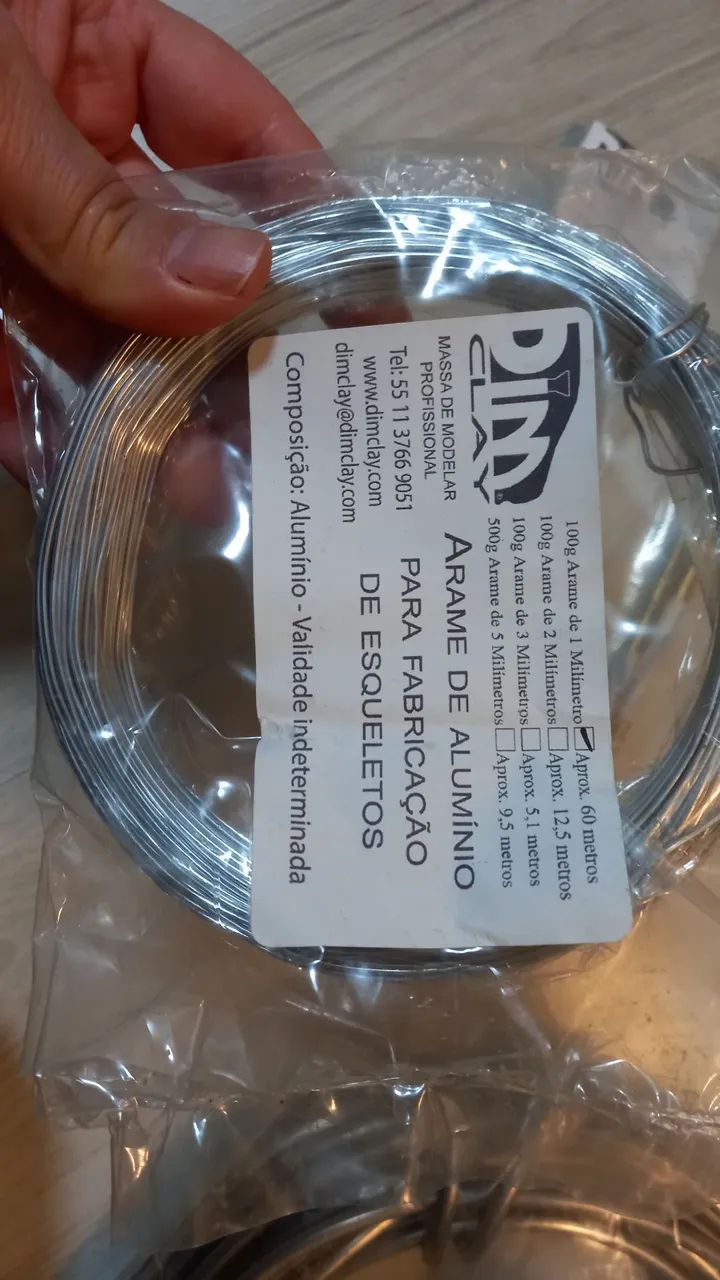 DIM
CLAY
MASSA DE MODELAR
PROFISSIONAL
Tel: 55 11 3766 9051
www.dimclay.com
dimclay@dimclay.com
100g Arame de 1 Milímetro Aprox. 60 metros
100g Arame de 2 Milímetros Aprox. 12,5 metros
100g Arame de 3 Milímetros Aprox. 5,1 metros
500g Arame de 5 Milímetros Aprox. 9,5 metros
ARAME DE ALUMÍNIO
PARA FABRICAÇÃO
DE ESQUELETOS
Composição: Alumínio - Validade indeterminada